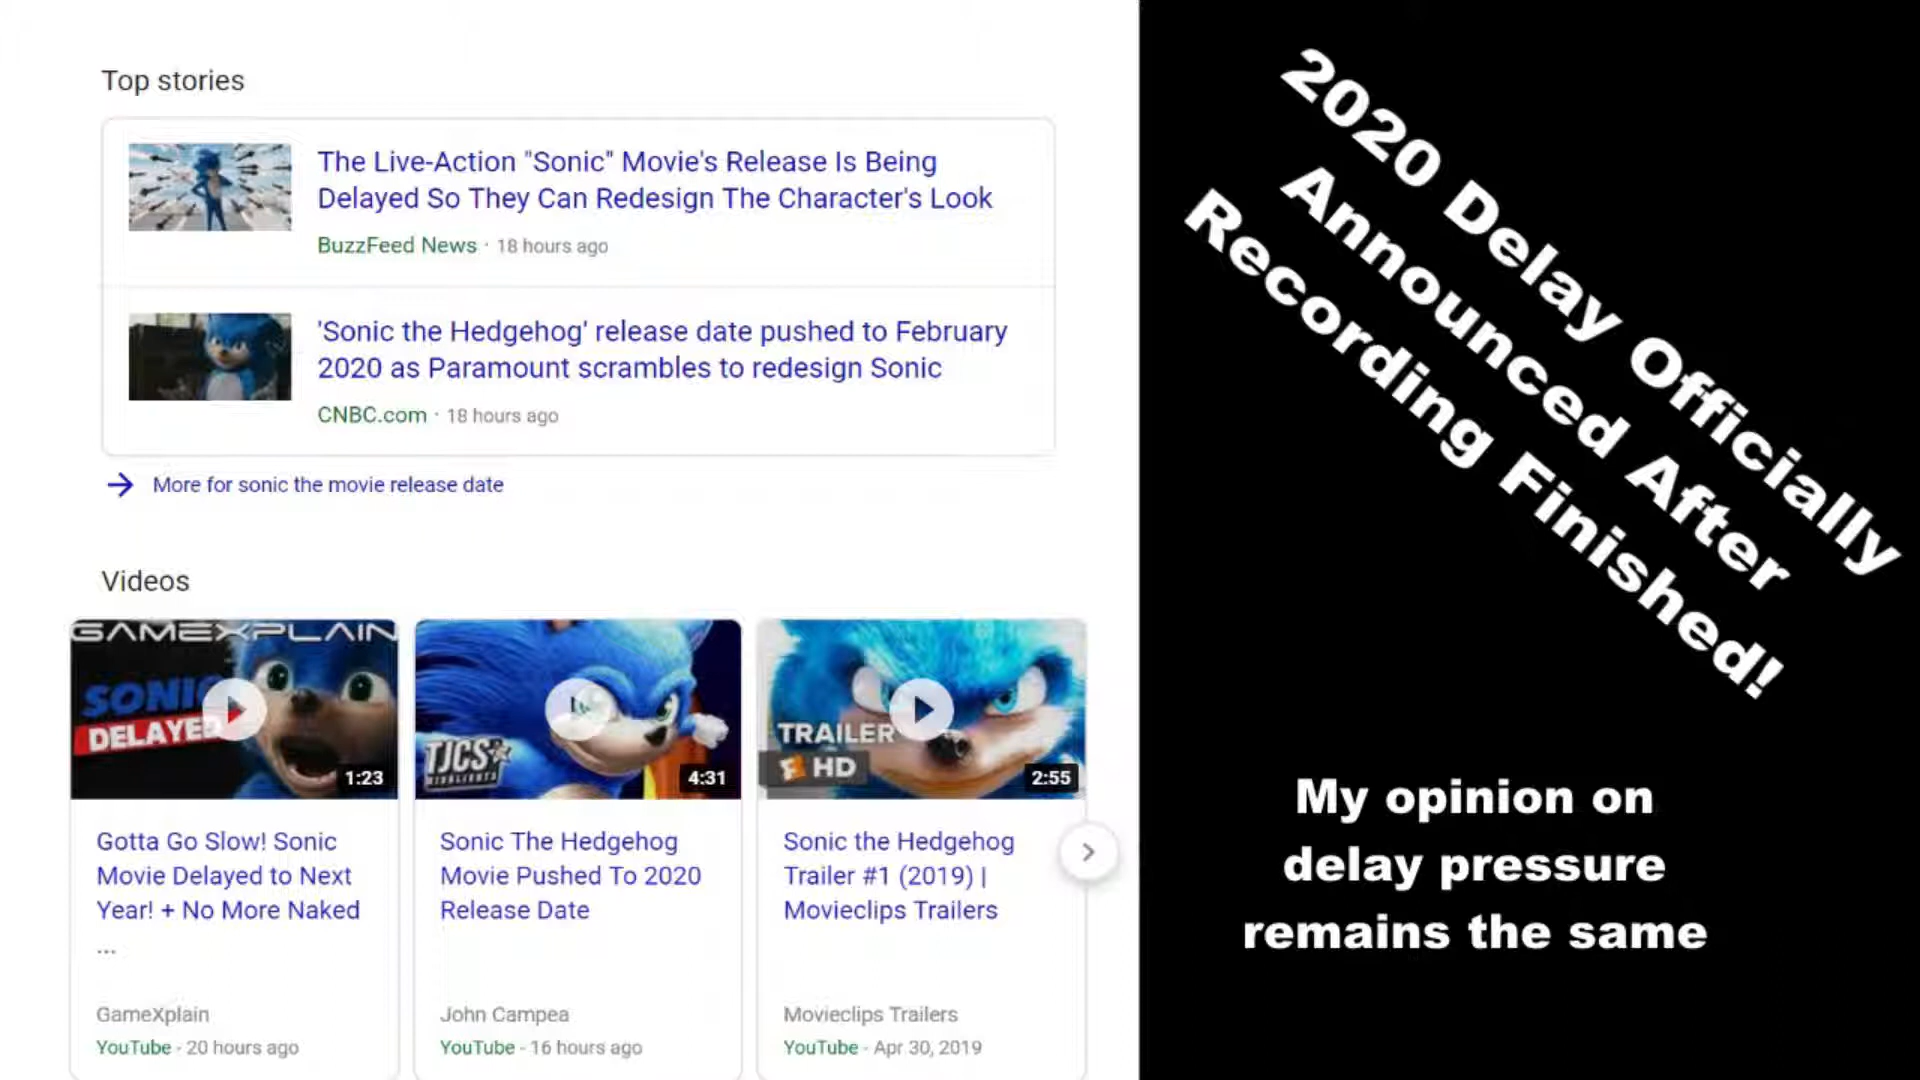 Top stories
The Live-Action "Sonic" Movie's Release Is Being
Delayed So They Can Redesign The Character's Look
BuzzFeed News · 18 hours ago
'Sonic the Hedgehog' release date pushed to February
2020 as Paramount scrambles to redesign Sonic
CNBC.com · 18 hours ago
More for sonic the movie release date
Videos
GAMEXPLAIN
SONIC
DELAYED
1:23
TJCS
HIGHLIGHTS
4:31
TRAILER
HD
2:55
Gotta Go Slow! Sonic
Movie Delayed to Next
Year! + No More Naked
...
GameXplain
YouTube - 20 hours ago
Sonic The Hedgehog
Movie Pushed To 2020
Release Date
John Campea
YouTube - 16 hours ago
Sonic the Hedgehog
Trailer #1 (2019) |
Movieclips Trailers
Movieclips Trailers
YouTube - Apr 30, 2019
2020 Delay Officially
Announced After
Recording Finished!
My opinion on
delay pressure
remains the same